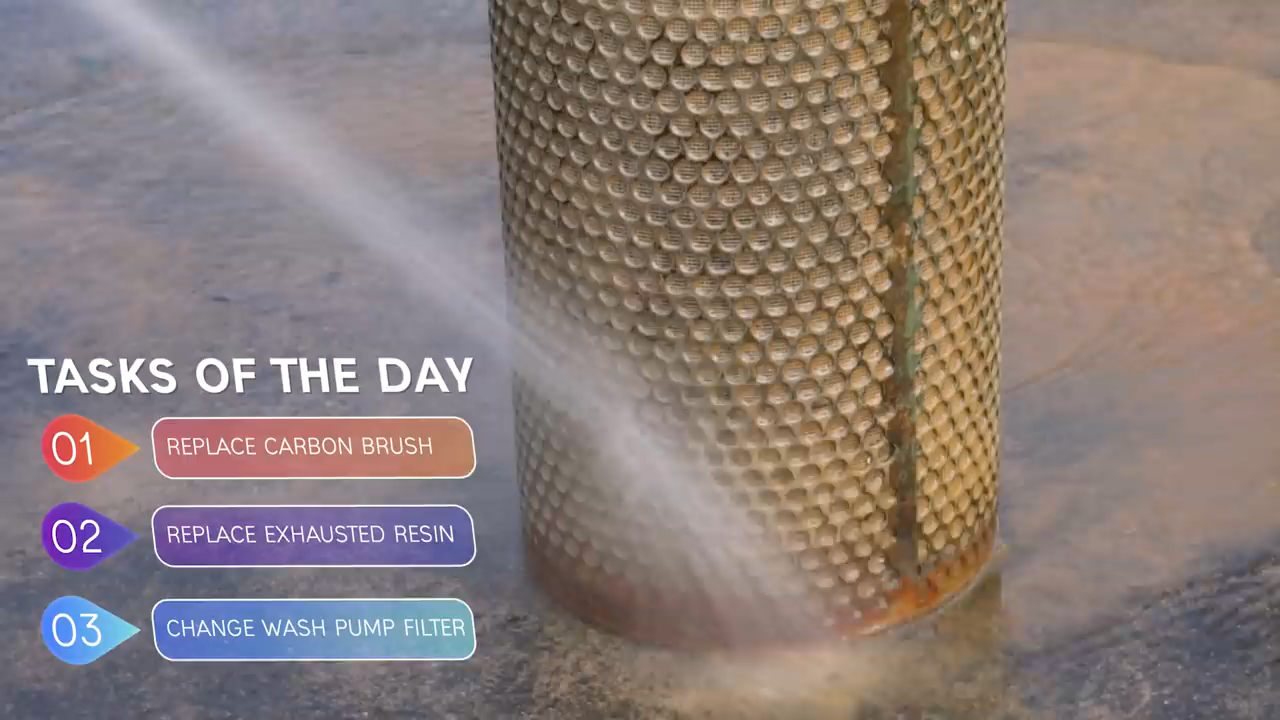 TASKS OF THE DAY
01 REPLACE CARBON BRUSH
02 REPLACE EXHAUSTED RESIN
03 CHANGE WASH PUMP FILTER